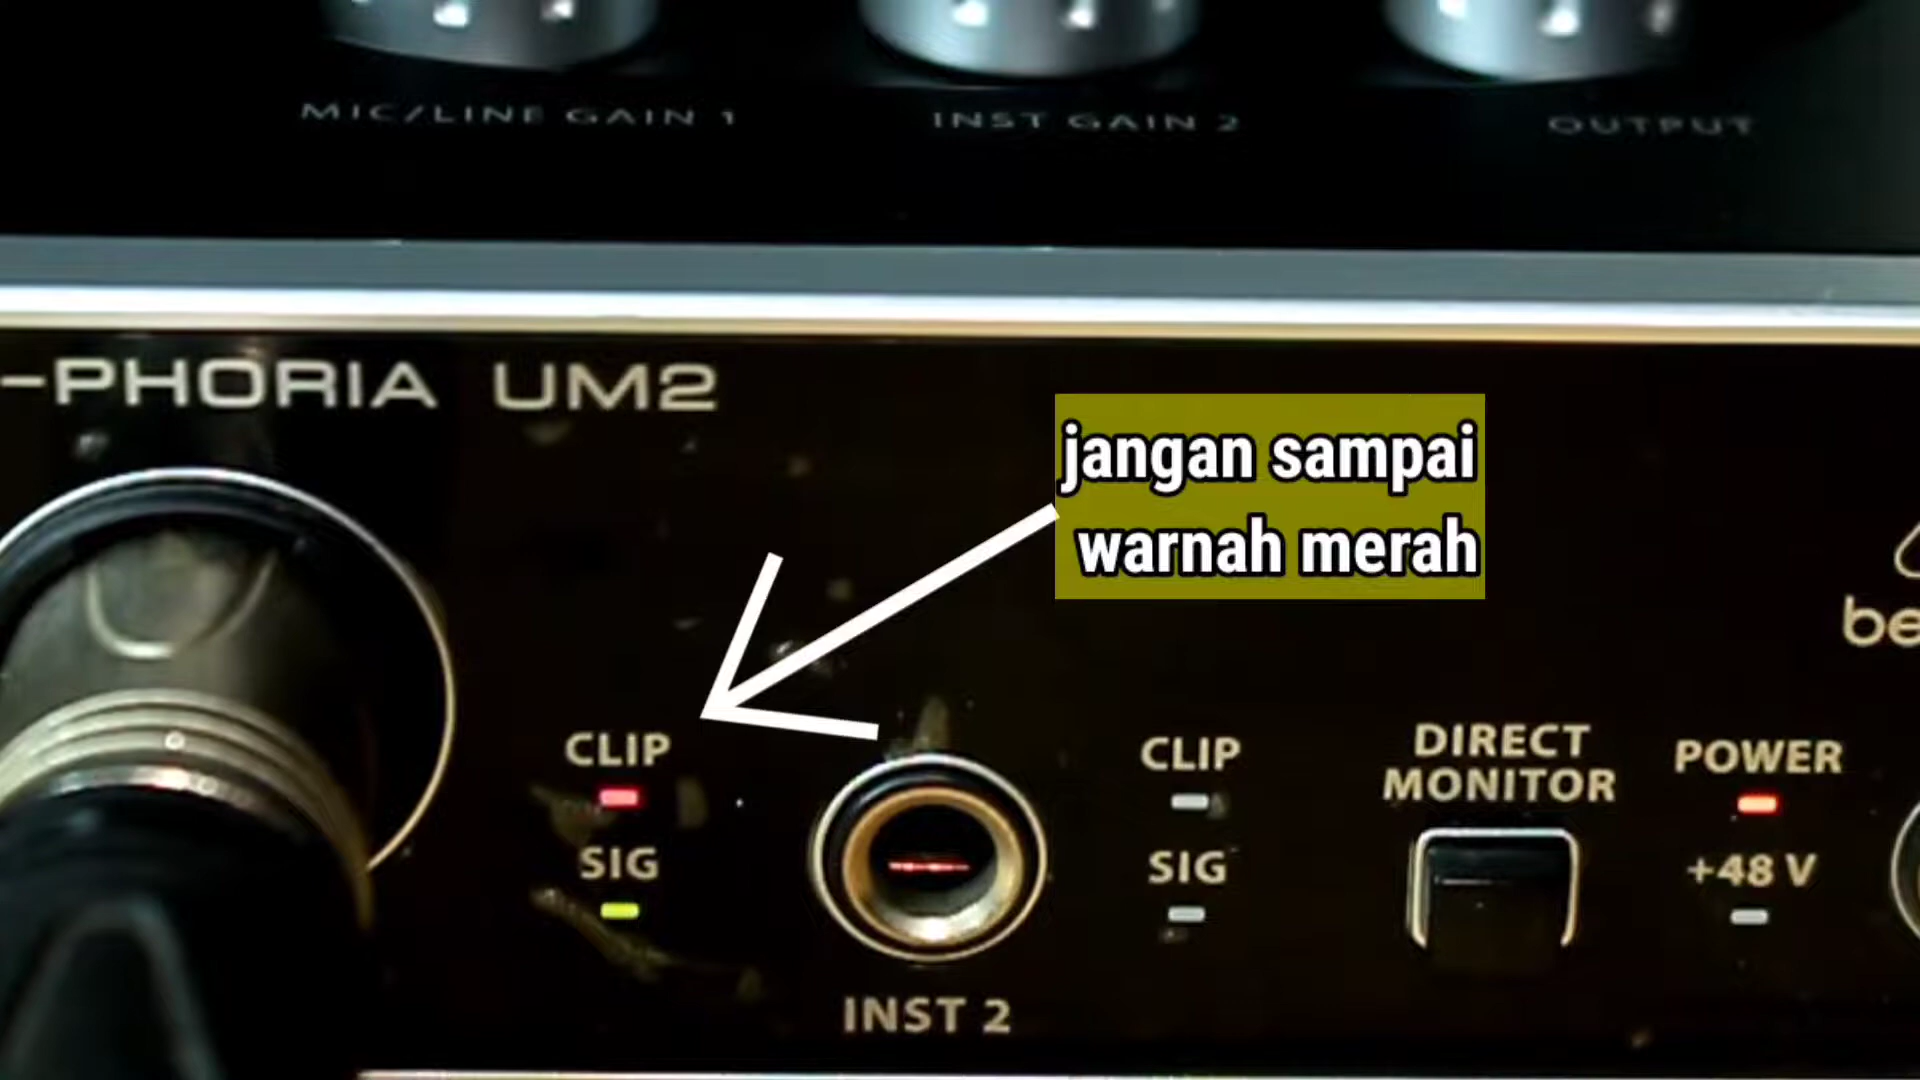 MIC/LINE GAIN 1
INST GAIN 2
OUTPUT
-PHORIA UM2
jangan sampai
warnah merah
be
CLIP
SIG
INST 2
CLIP
SIG
DIRECT
MONITOR
POWER
+48 V